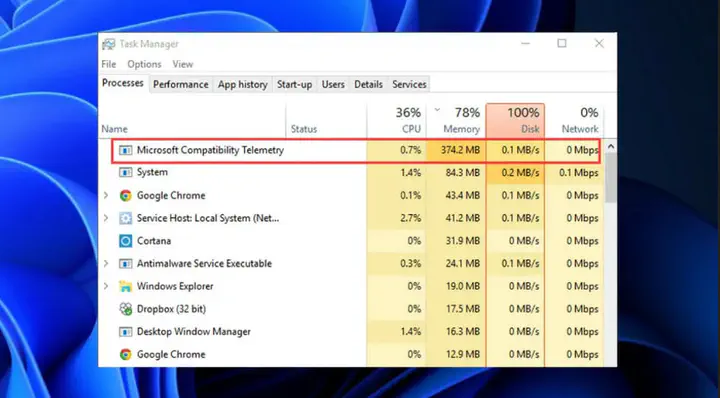 Task Manager
File Options View
Processes Performance App history Start-up Users Details Services
36% 78% 100% 0%
Name Status CPU Memory Disk Network
Microsoft Compatibility Telemetry 0.7% 374.2 MB 0.1 MB/s 0 Mbps
System 1.4% 84.3 MB 0.2 MB/s 0.1 Mbps
Google Chrome 0.1% 43.4 MB 0.1 MB/s 0 Mbps
Service Host: Local System (Net... 2.7% 41.2 MB 0.1 MB/s 0 Mbps
Cortana 0% 31.9 MB 0 MB/s 0 Mbps
Antimalware Service Executable 0.3% 24.1 MB 0.1 MB/s 0 Mbps
Windows Explorer 0% 19.0 MB 0 MB/s 0 Mbps
Dropbox (32 bit) 0% 17.5 MB 0 MB/s 0 Mbps
Desktop Window Manager 1.4% 16.3 MB 0 MB/s 0 Mbps
Google Chrome 0% 12.9 MB 0 MB/s 0 Mbps